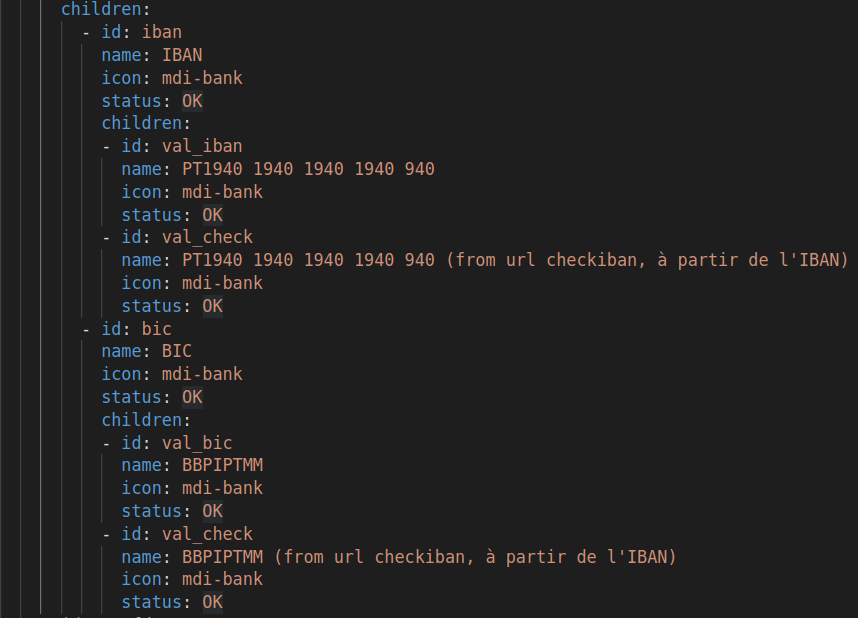 children:
- id: iban
name: IBAN
icon: mdi-bank
status: OK
children:
- id: val_iban
name: PT1940 1940 1940 1940 940
icon: mdi-bank
status: OK
- id: val_check
name: PT1940 1940 1940 1940 940 (from url checkiban, à partir de l'IBAN)
icon: mdi-bank
status: OK
- id: bic
name: BIC
icon: mdi-bank
status: OK
children:
- id: val_bic
name: BBPIPTMM
icon: mdi-bank
status: OK
- id: val_check
name: BBPIPTMM (from url checkiban, à partir de l'IBAN)
icon: mdi-bank
status: OK